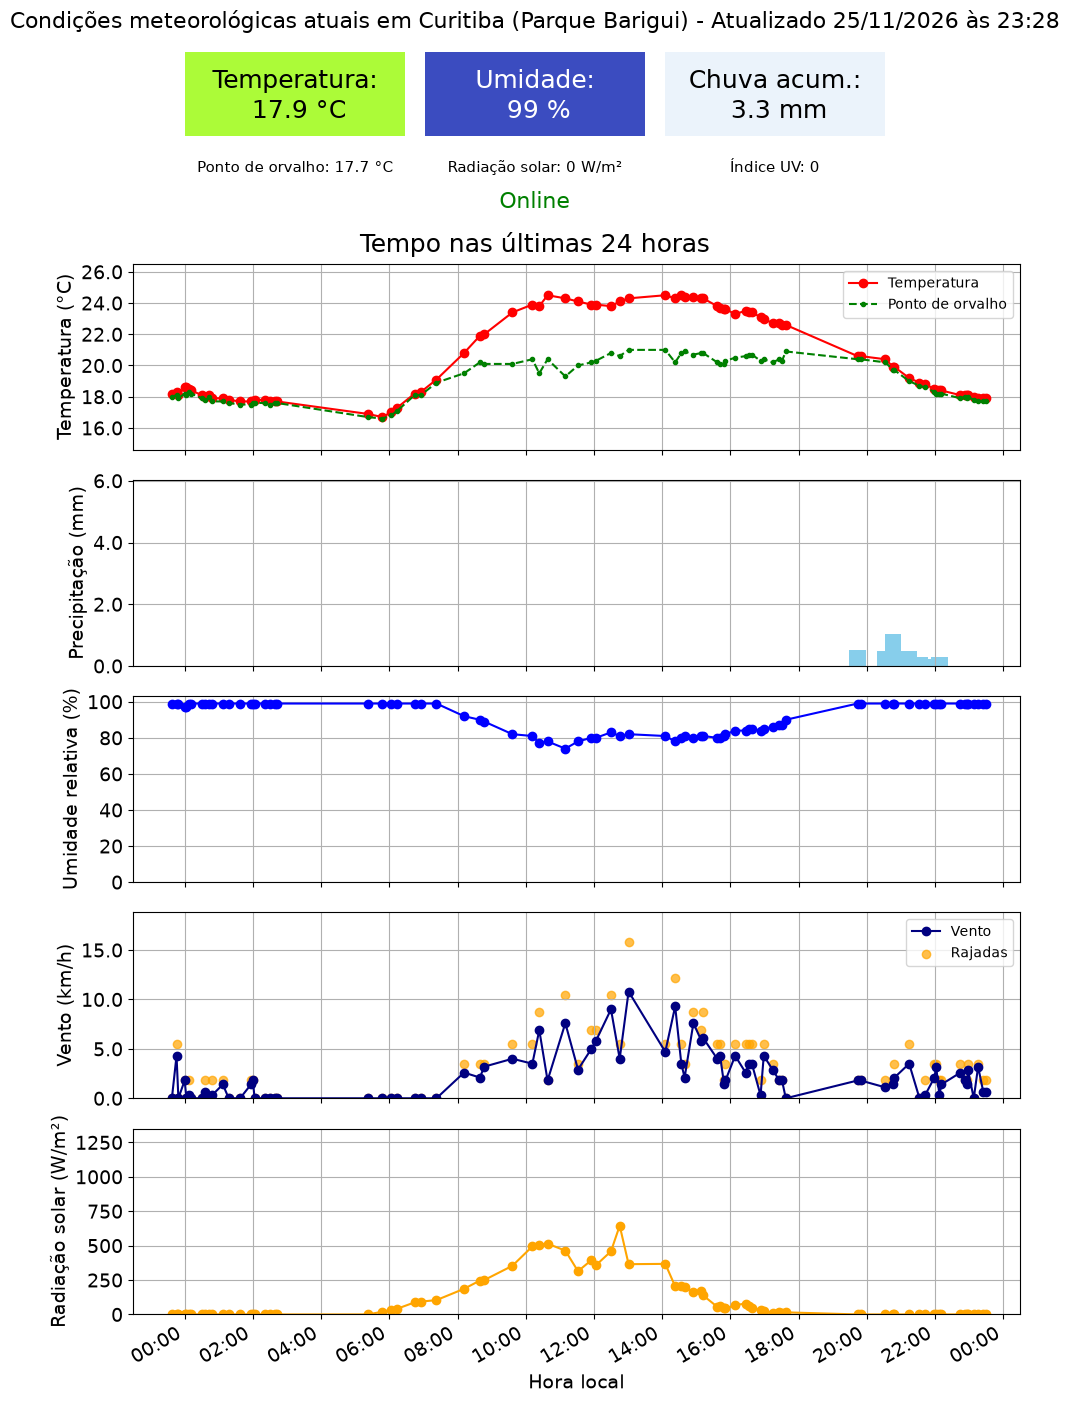 Condições meteorológicas atuais em Curitiba (Parque Barigui) - Atualizado 25/11/2026 às 23:28
Temperatura:
17.9 °C
Umidade:
99 %
Chuva acum.:
3.3 mm
Ponto de orvalho: 17.7 °C
Radiação solar: 0 W/m²
Índice UV: 0
Online
Tempo nas últimas 24 horas
Temperatura (°C)
26.0
24.0
22.0
20.0
18.0
16.0
Temperatura
Ponto de orvalho
Precipitação (mm)
6.0
4.0
2.0
0.0
Umidade relativa (%)
100
80
60
40
20
0
Vento (km/h)
15.0
10.0
5.0
0.0
Vento
Rajadas
Radiação solar (W/m²)
1250
1000
750
500
250
0
00:00
02:00
04:00
06:00
08:00
10:00
12:00
14:00
16:00
18:00
20:00
22:00
00:00
Hora local